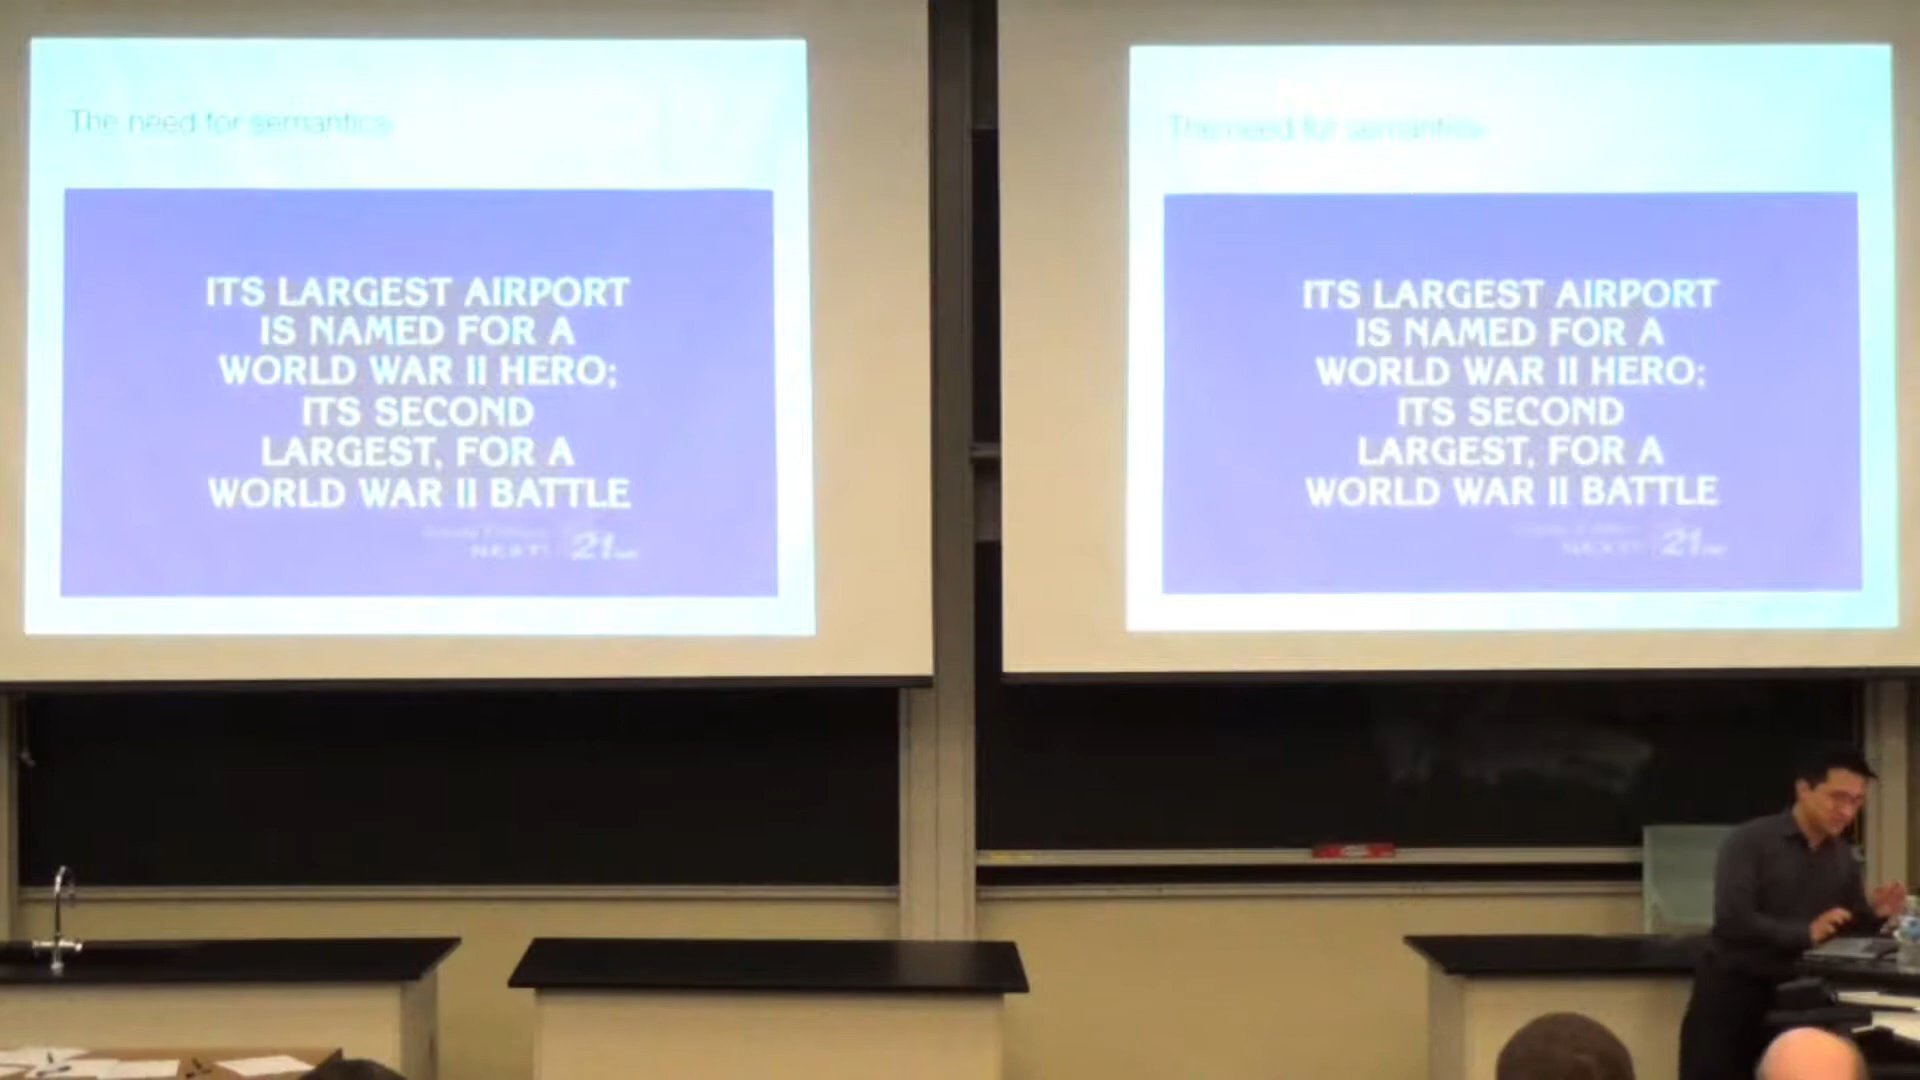 The need for semantics
ITS LARGEST AIRPORT
IS NAMED FOR A
WORLD WAR II HERO;
ITS SECOND
LARGEST, FOR A
WORLD WAR II BATTLE
NEXT!
21
The need for semantics
ITS LARGEST AIRPORT
IS NAMED FOR A
WORLD WAR II HERO;
ITS SECOND
LARGEST, FOR A
WORLD WAR II BATTLE
NEXT!
21